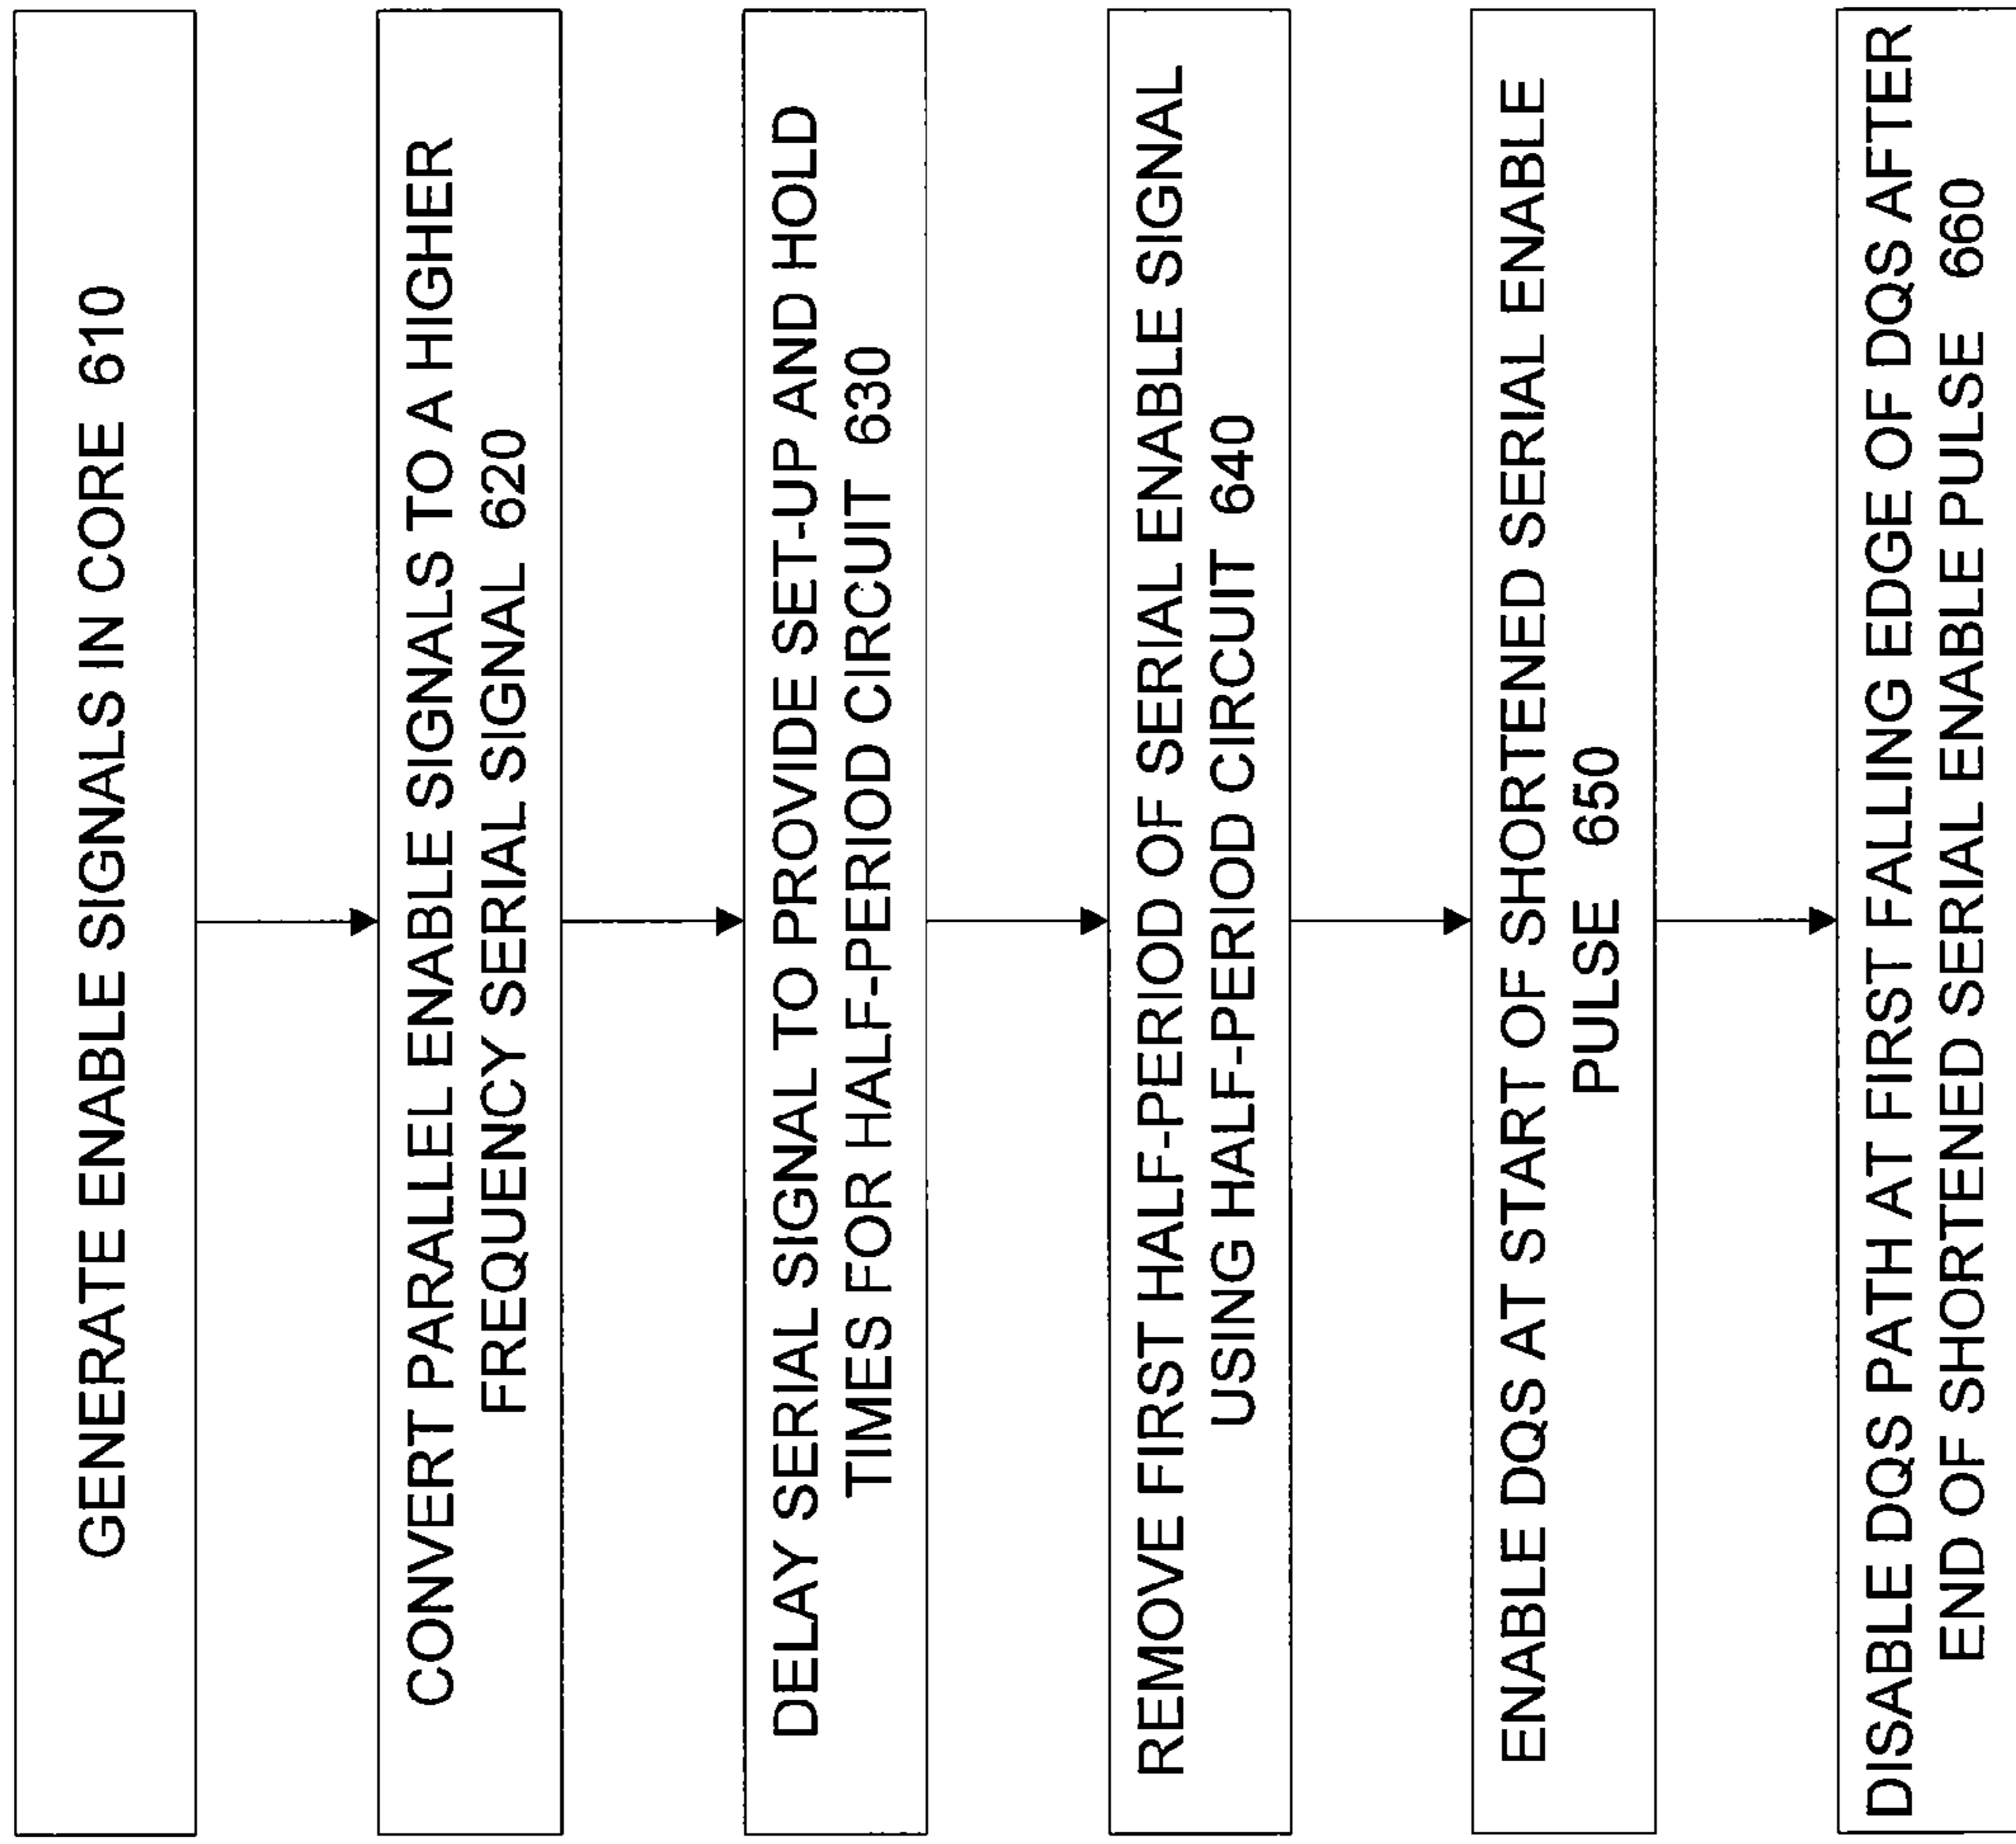 GENERATE ENABLE SIGNALS IN CORE 610
CONVERT PARALLEL ENABLE SIGNALS TO A HIGHER
FREQUENCY SERIAL SIGNAL 620
DELAY SERIAL SIGNAL TO PROVIDE SET-UP AND HOLD
TIMES FOR HALF-PERIOD CIRCUIT 630
REMOVE FIRST HALF-PERIOD OF SERIAL ENABLE SIGNAL
USING HALF-PERIOD CIRCUIT 640
ENABLE DQS AT START OF SHORTENED SERIAL ENABLE
PULSE 650
DISABLE DQS PATH AT FIRST FALLING EDGE OF DQS AFTER
END OF SHORTENED SERIAL ENABLE PULSE 660